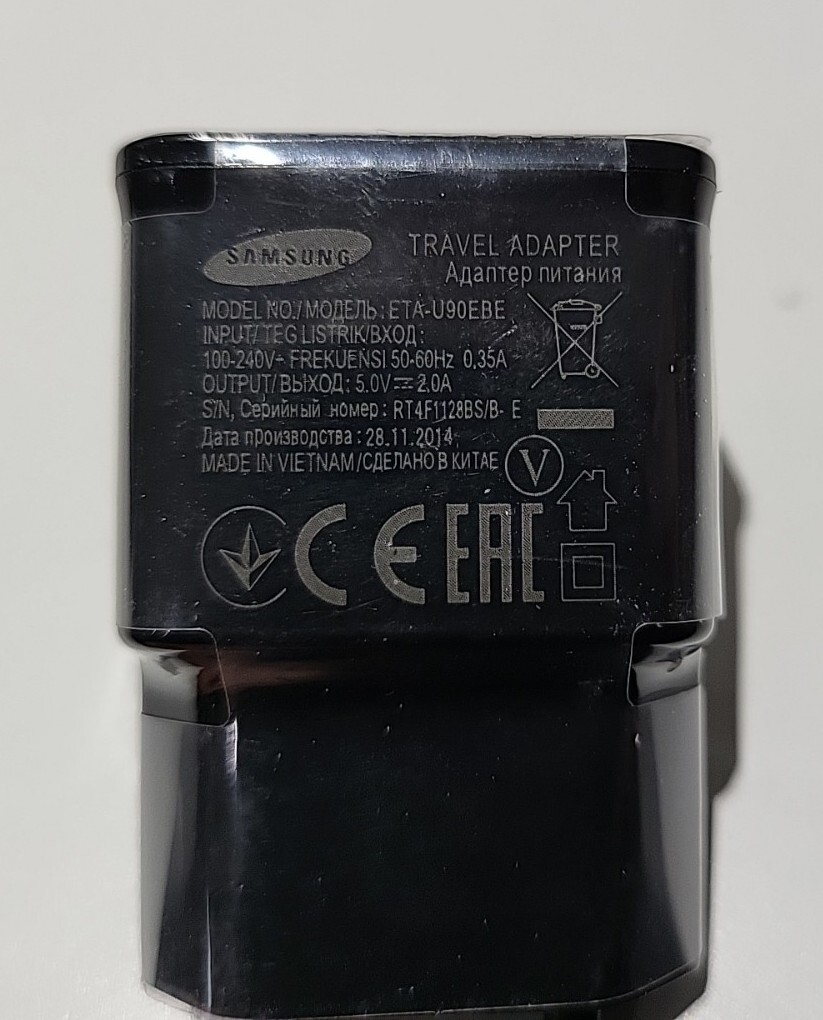 SAMSUNG
TRAVEL ADAPTER
Адаптер питания
MODEL NO./МОДЕЛЬ : ETA-U90EBE
INPUT/TEG LISTRIK/ВХОД:
100-240V~ FREKUENSI 50-60Hz 0.35A
OUTPUT/ВЫХОД: 5.0V⎓2.0A
S/N, Серийный номер : RT4F1128BS/B- E
Дата производства : 28.11.2014
MADE IN VIETNAM/СДЕЛАНО В КИТАЕ
V
CE EAC